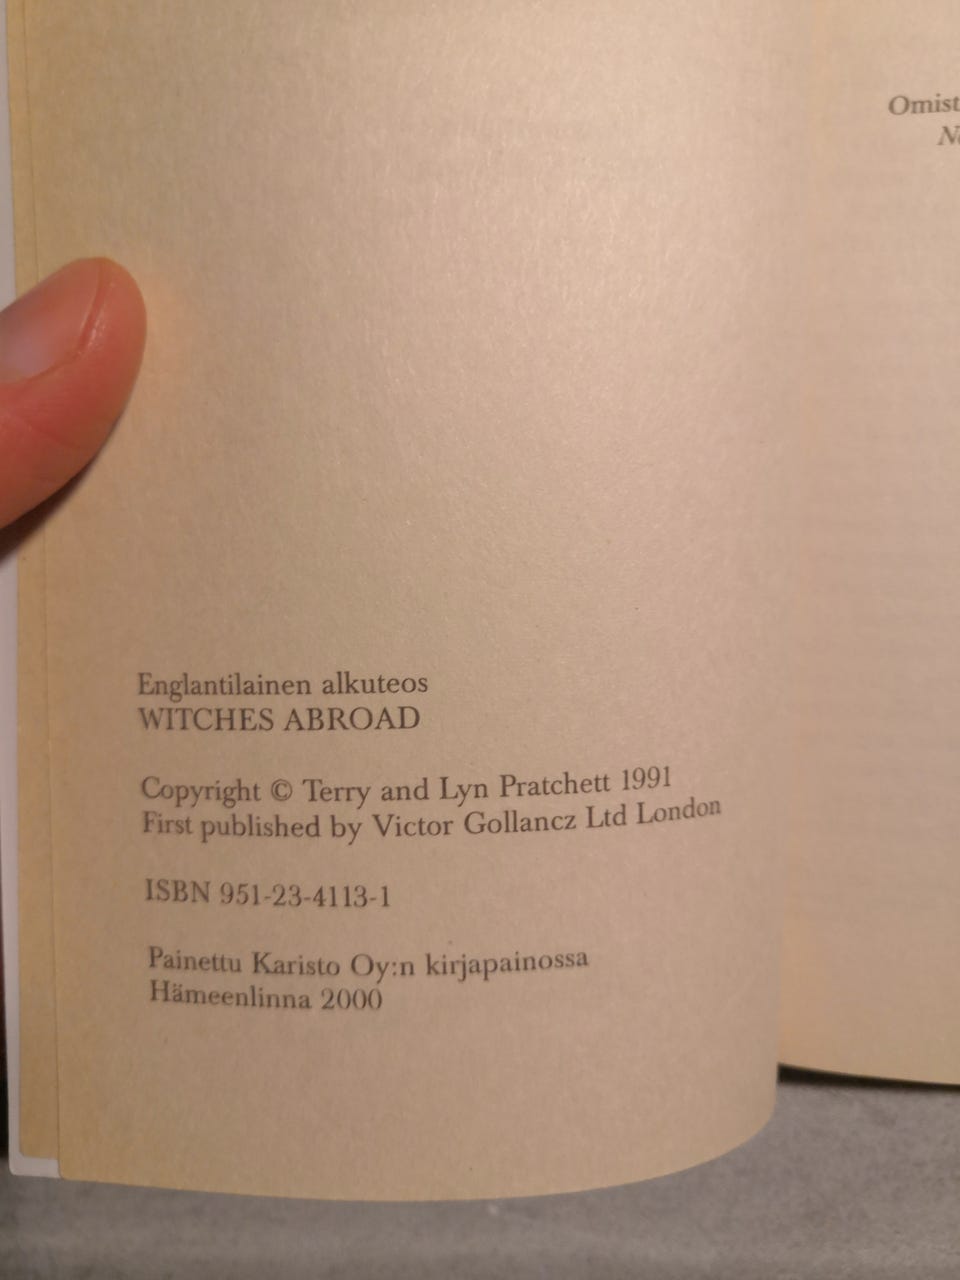 Englantilainen alkuteos
WITCHES ABROAD
Copyright © Terry and Lyn Pratchett 1991
First published by Victor Gollancz Ltd London
ISBN 951-23-4113-1
Painettu Karisto Oy:n kirjapainossa
Hämeenlinna 2000
Omist